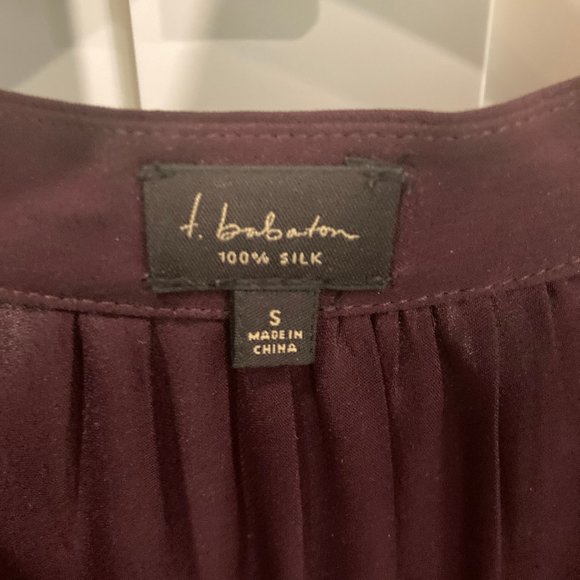 t. babaton
100% SILK
S
MADE IN
CHINA